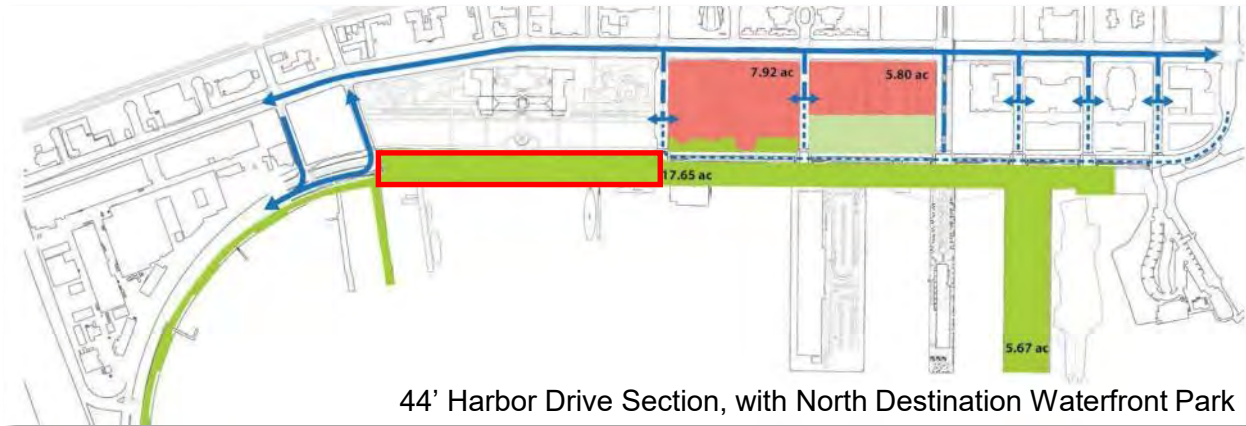 7.92 ac
5.80 ac
17.65 ac
5.67 ac
44’ Harbor Drive Section, with North Destination Waterfront Park